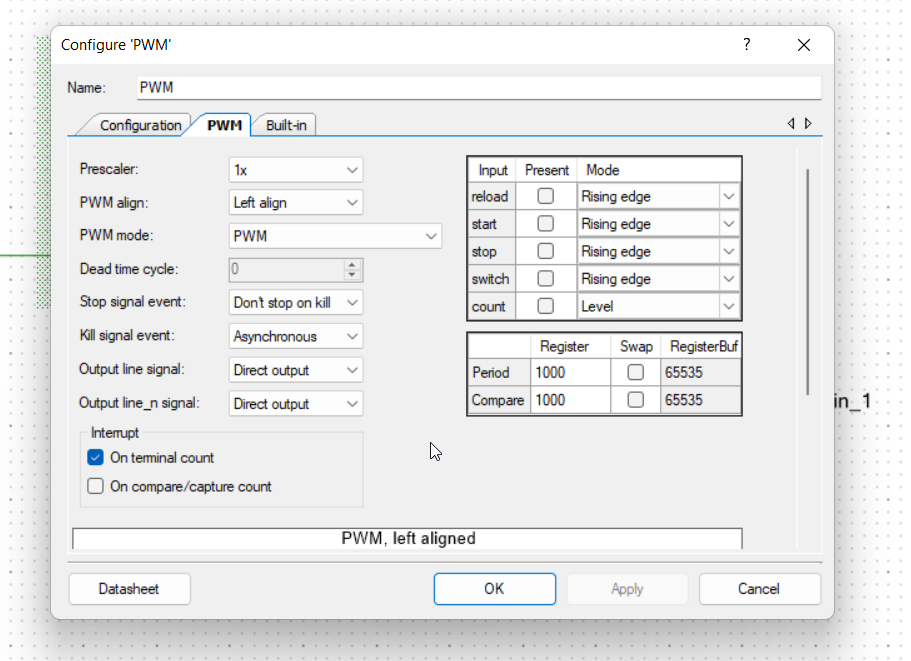 Configure 'PWM'
?
Name: PWM
Configuration PWM Built-in
Prescaler: 1x
PWM align: Left align
PWM mode: PWM
Dead time cycle: 0
Stop signal event: Don't stop on kill
Kill signal event: Asynchronous
Output line signal: Direct output
Output line_n signal: Direct output
Interrupt
On terminal count
On compare/capture count
Input Present Mode
reload Rising edge
start Rising edge
stop Rising edge
switch Rising edge
count Level
Register Swap RegisterBuf
Period 1000 65535
Compare 1000 65535
in_1
PWM, left aligned
Datasheet OK Apply Cancel